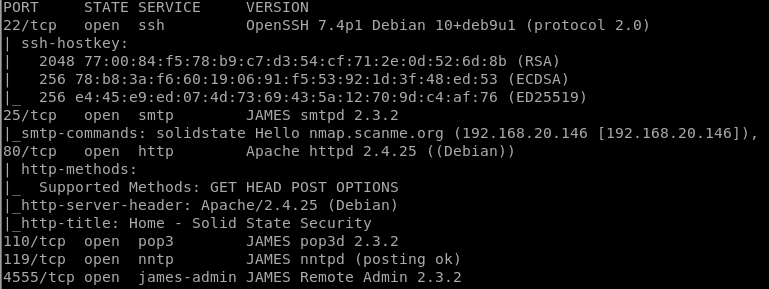 PORT     STATE SERVICE     VERSION
22/tcp   open  ssh         OpenSSH 7.4p1 Debian 10+deb9u1 (protocol 2.0)
| ssh-hostkey:
|   2048 77:00:84:f5:78:b9:c7:d3:54:cf:71:2e:0d:52:6d:8b (RSA)
|   256 78:b8:3a:f6:60:19:06:91:f5:53:92:1d:3f:48:ed:53 (ECDSA)
|_  256 e4:45:e9:ed:07:4d:73:69:43:5a:12:70:9d:c4:af:76 (ED25519)
25/tcp   open  smtp        JAMES smtpd 2.3.2
|_smtp-commands: solidstate Hello nmap.scanme.org (192.168.20.146 [192.168.20.146]),
80/tcp   open  http        Apache httpd 2.4.25 ((Debian))
| http-methods:
|_  Supported Methods: GET HEAD POST OPTIONS
|_http-server-header: Apache/2.4.25 (Debian)
|_http-title: Home - Solid State Security
110/tcp  open  pop3        JAMES pop3d 2.3.2
119/tcp  open  nntp        JAMES nntpd (posting ok)
4555/tcp open  james-admin JAMES Remote Admin 2.3.2